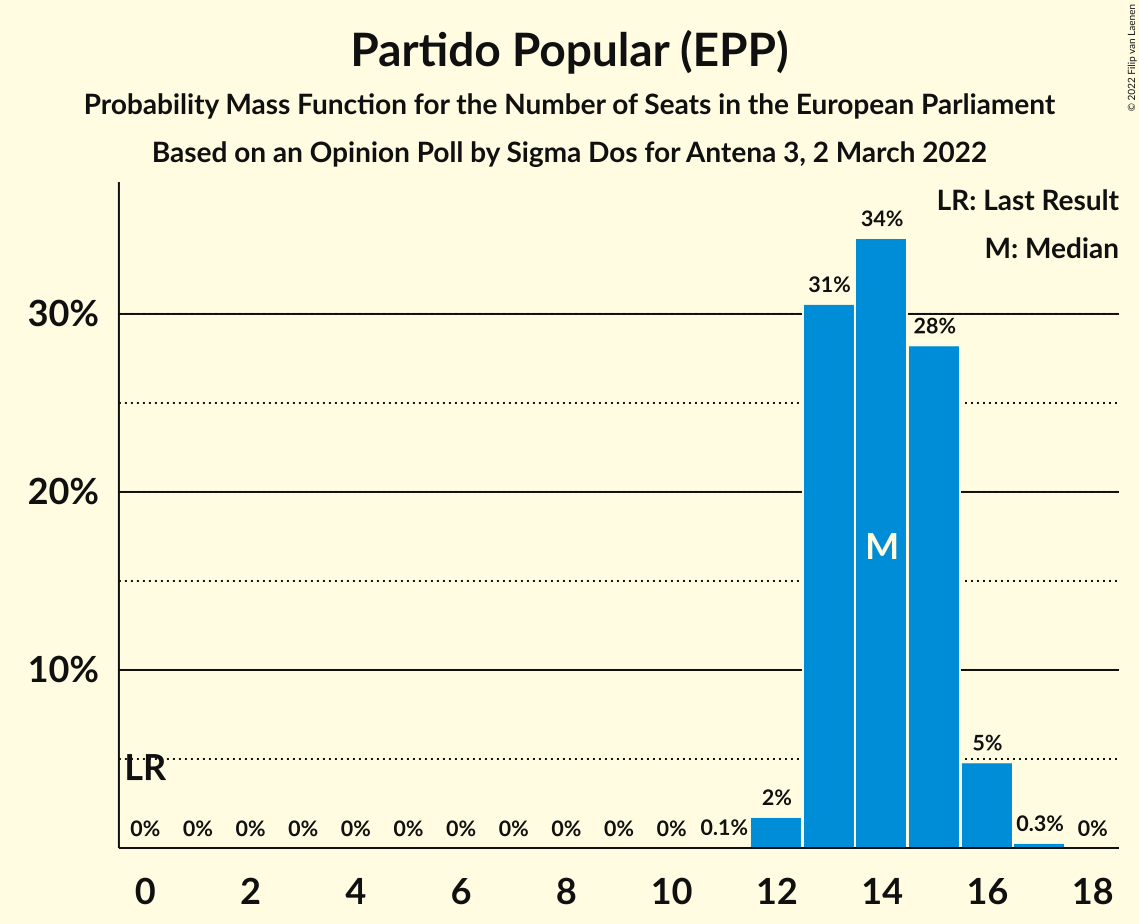 Partido Popular (EPP)
Probability Mass Function for the Number of Seats in the European Parliament
Based on an Opinion Poll by Sigma Dos for Antena 3, 2 March 2022
© 2022 Filip van Laenen
LR: Last Result
M: Median
34%
31%
30%
28%
20%
M
10%
5%
LR
2%
0% 0% 0% 0% 0% 0% 0% 0% 0% 0% 0% 0.1% 0.3% 0%
0 2 4 6 8 10 12 14 16 18